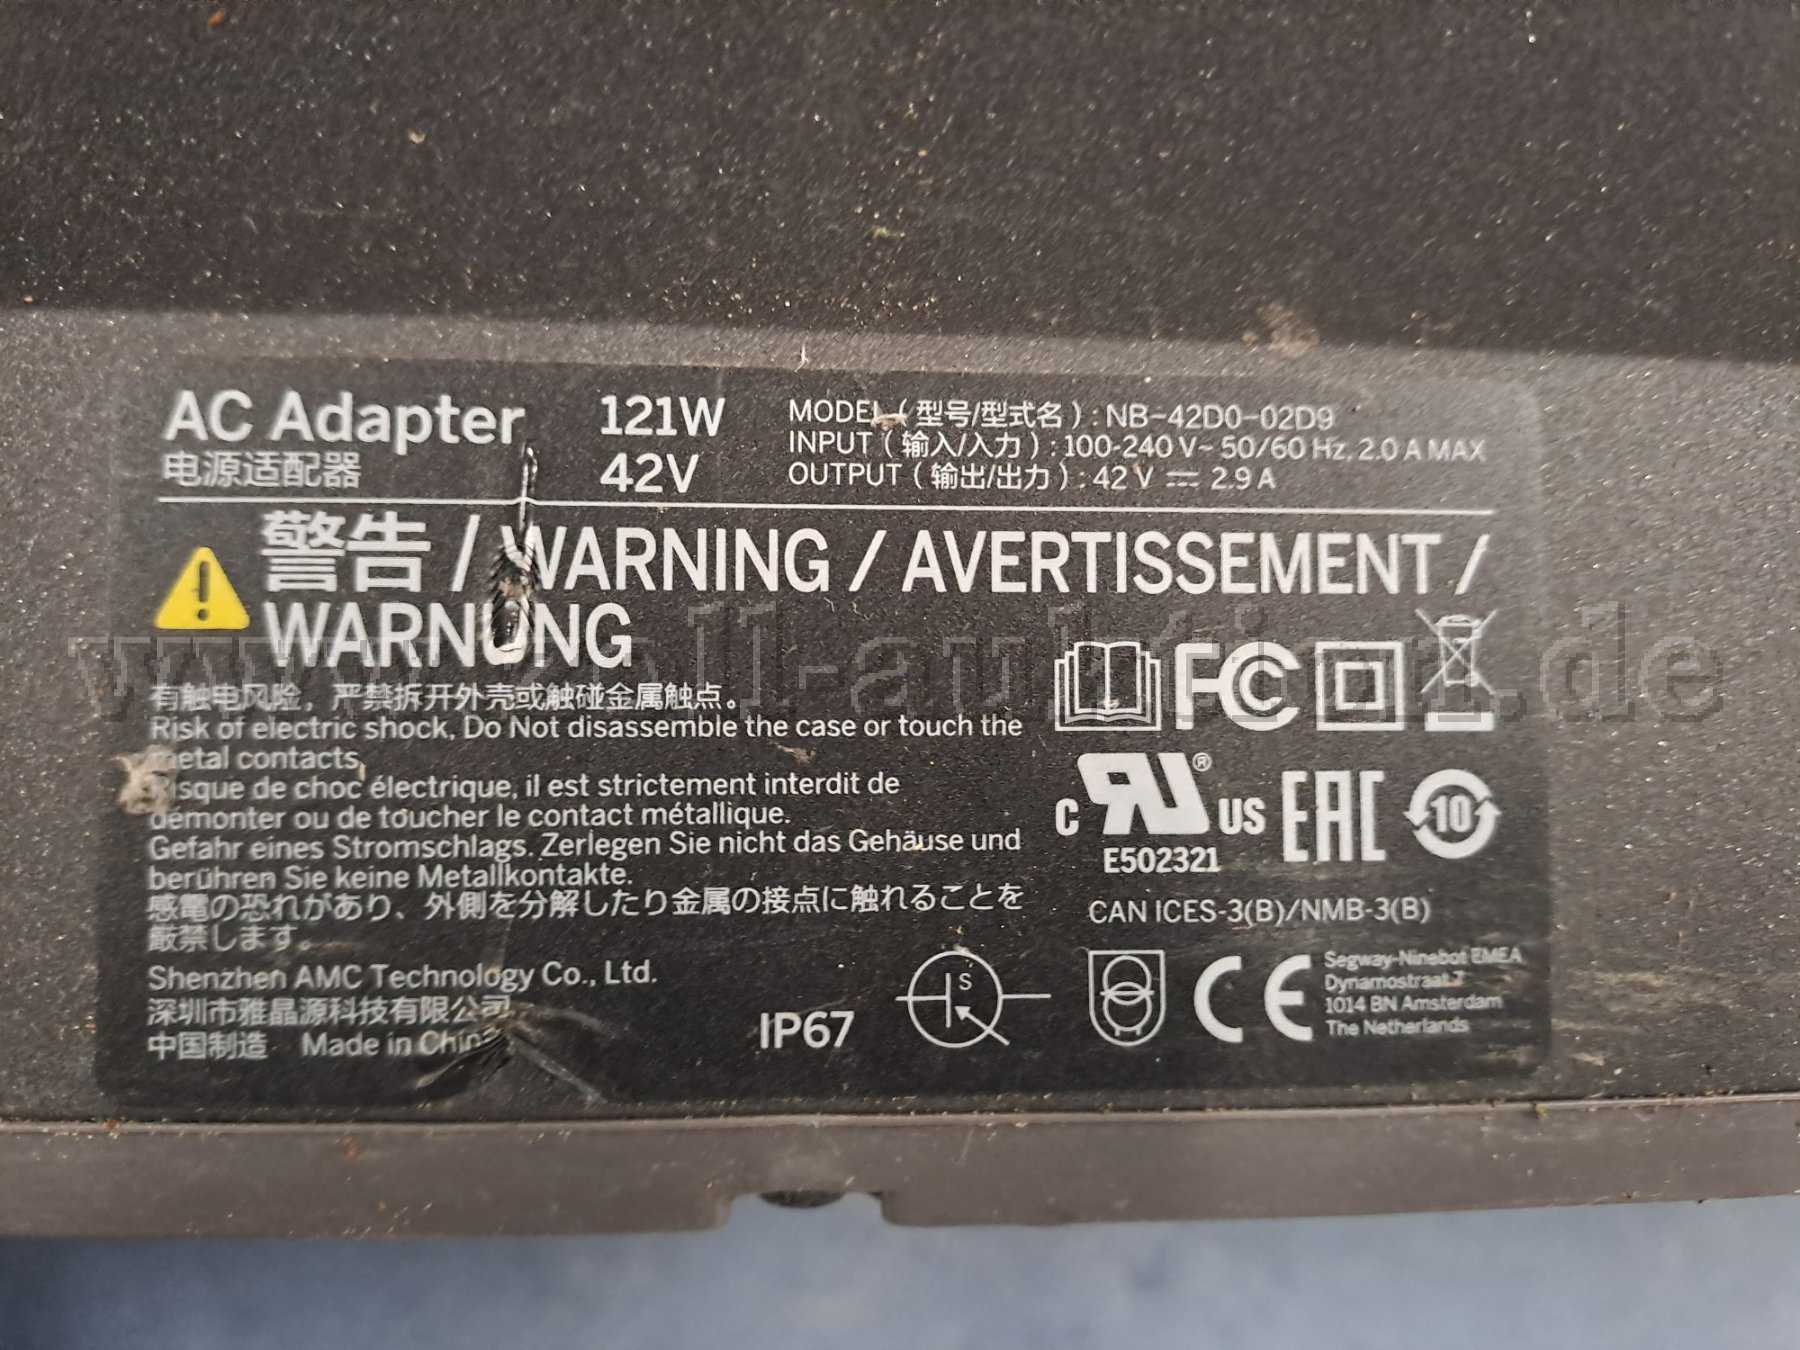 AC Adapter 121W
电源适配器 42V
MODEL（型号/型式名）: NB-42D0-02D9
INPUT（输入/入力）: 100-240 V~ 50/60 Hz, 2.0 A MAX
OUTPUT（输出/出力）: 42 V ⎓ 2.9 A
警告 / WARNING / AVERTISSEMENT /
WARNUNG
有触电风险，严禁拆开外壳或触碰金属触点。
Risk of electric shock, Do Not disassemble the case or touch the
metal contacts,
Risque de choc électrique, il est strictement interdit de
démonter ou de toucher le contact métallique.
Gefahr eines Stromschlags. Zerlegen Sie nicht das Gehäuse und
berühren Sie keine Metallkontakte.
感電の恐れがあり、外側を分解したり金属の接点に触れることを
厳禁します。
Shenzhen AMC Technology Co., Ltd.
深圳市雅晶源科技有限公司
中国制造 Made in China
IP67
S
FC
c RU ® US
E502321
EAC
10
CAN ICES-3(B)/NMB-3(B)
CE
Segway-Ninebot EMEA
Dynamostraat 7
1014 BN Amsterdam
The Netherlands
www.zoll-auktion.de